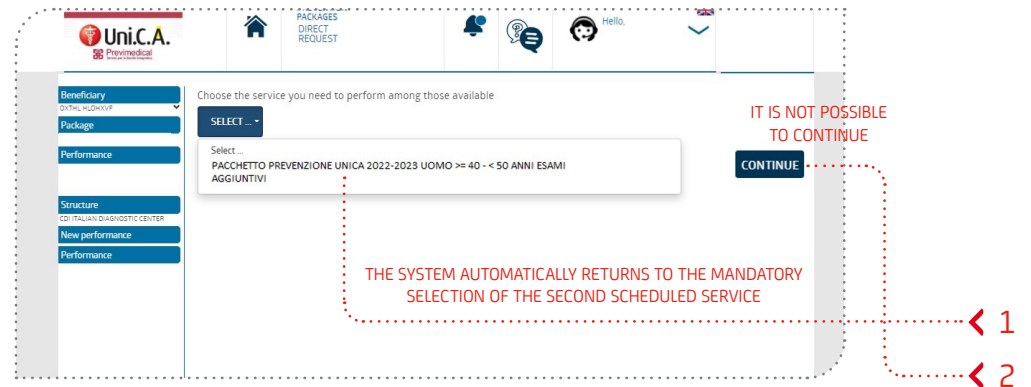 PACKAGES
DIRECT
REQUEST
Hello,
Uni.C.A.
Previmedical
Beneficiary
OXTHL HLOHXVF
Package
Performance
Structure
CDI ITALIAN DIAGNOSTIC CENTER
New performance
Performance
Choose the service you need to perform among those available
SELECT ...
Select ...
PACCHETTO PREVENZIONE UNICA 2022-2023 UOMO >= 40 - < 50 ANNI ESAMI
AGGIUNTIVI
IT IS NOT POSSIBLE
TO CONTINUE
CONTINUE
THE SYSTEM AUTOMATICALLY RETURNS TO THE MANDATORY
SELECTION OF THE SECOND SCHEDULED SERVICE
1
2